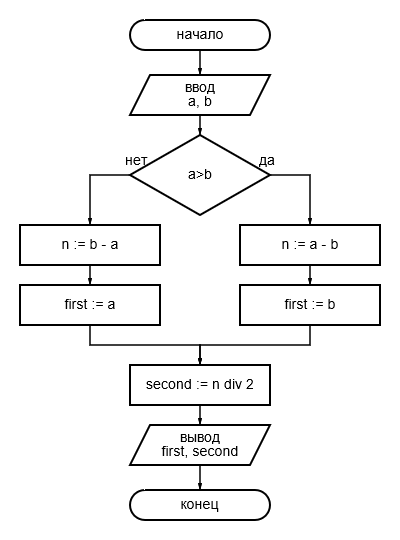 начало
ввод
a, b
нет
a>b
да
n := b - a
n := a - b
first := a
first := b
second := n div 2
вывод
first, second
конец